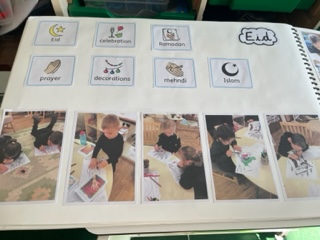 Eid
celebration
Ramadan
Eid
prayer
decorations
mehndi
Islam